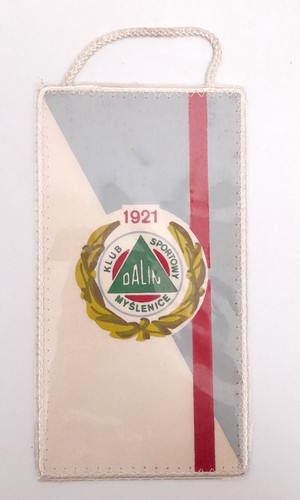 1921
KLUB SPORTOWY
DALIN
MYŚLENICE